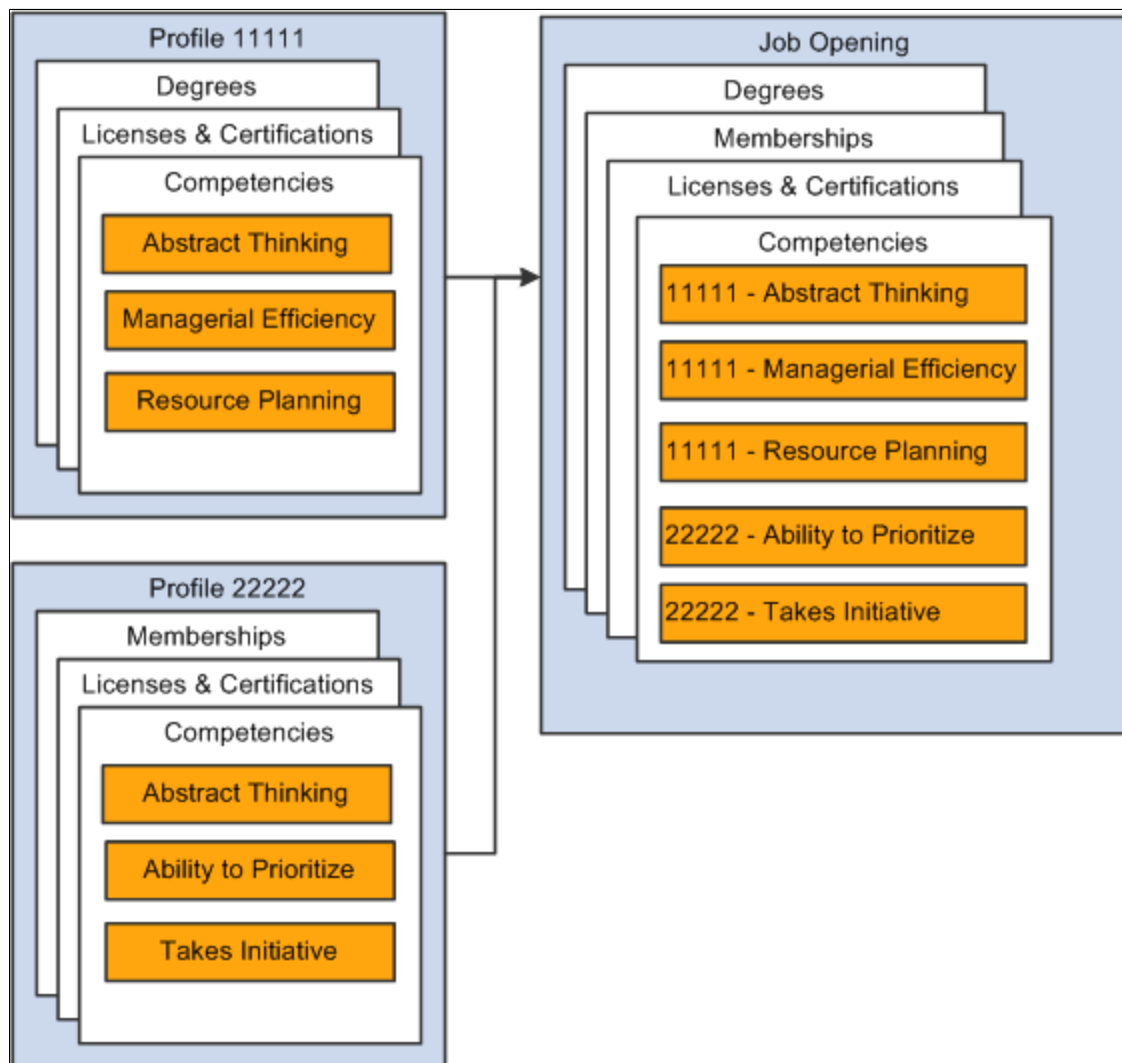 Profile 11111
Degrees
Licenses & Certifications
Competencies
Abstract Thinking
Managerial Efficiency
Resource Planning
Profile 22222
Memberships
Licenses & Certifications
Competencies
Abstract Thinking
Ability to Prioritize
Takes Initiative
Job Opening
Degrees
Memberships
Licenses & Certifications
Competencies
11111 - Abstract Thinking
11111 - Managerial Efficiency
11111 - Resource Planning
22222 - Ability to Prioritize
22222 - Takes Initiative